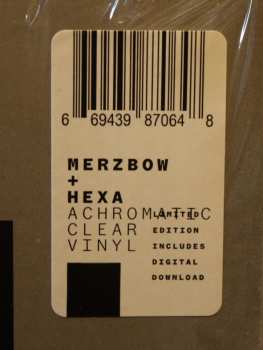 6 69439 87064 8
MERZBOW
+
HEXA
ACHROMATIC
CLEAR
VINYL
LIMITED
EDITION
INCLUDES
DIGITAL
DOWNLOAD